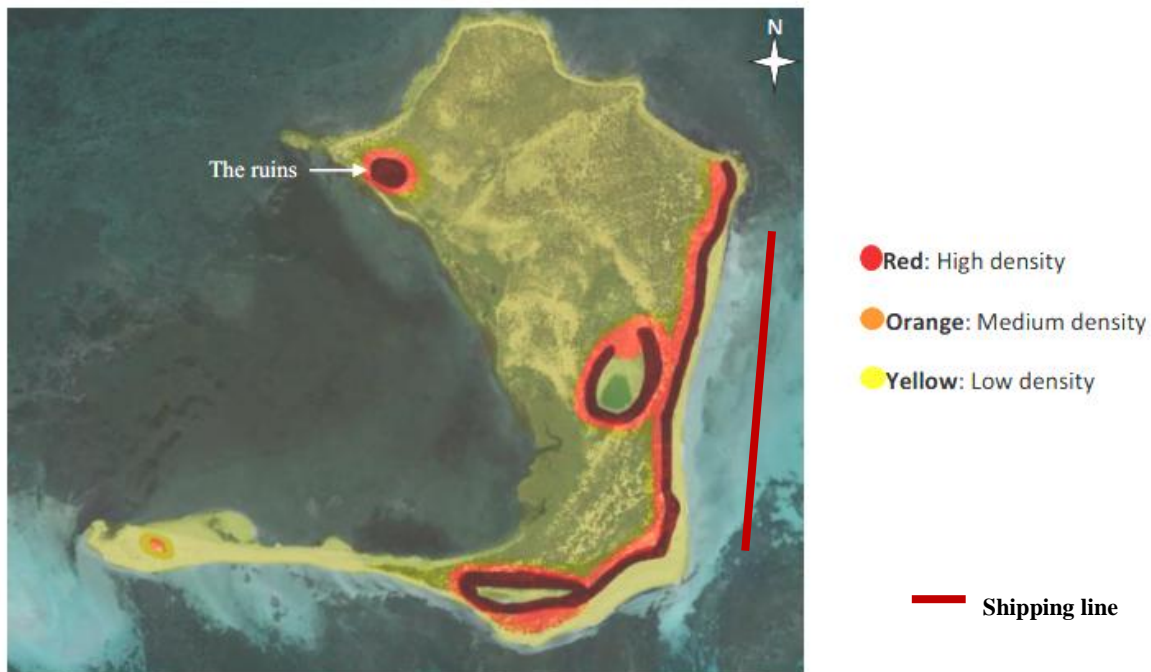 N
The ruins
Red: High density
Orange: Medium density
Yellow: Low density
Shipping line